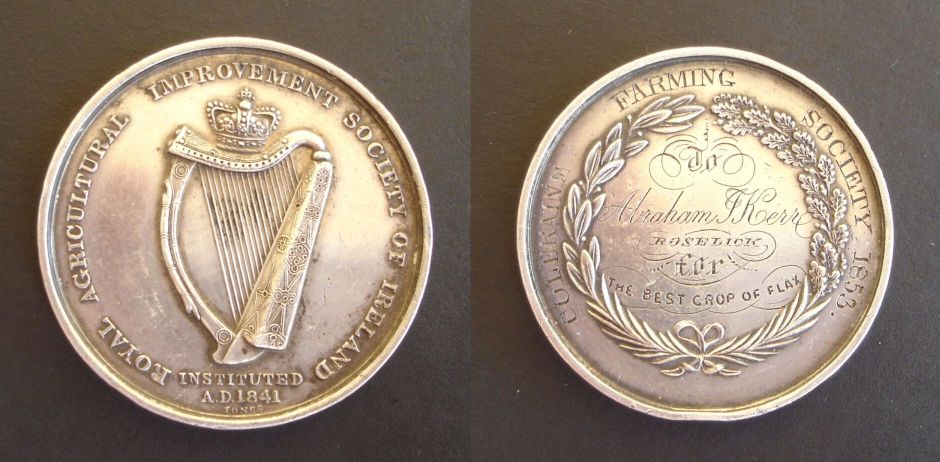 ROYAL AGRICULTURAL IMPROVEMENT SOCIETY OF IRELAND
INSTITUTED
A.D. 1841
JONES
COLERAINE FARMING SOCIETY 1853.
To
Abraham J Kerr
ROSELICK
for
THE BEST CROP OF FLAX